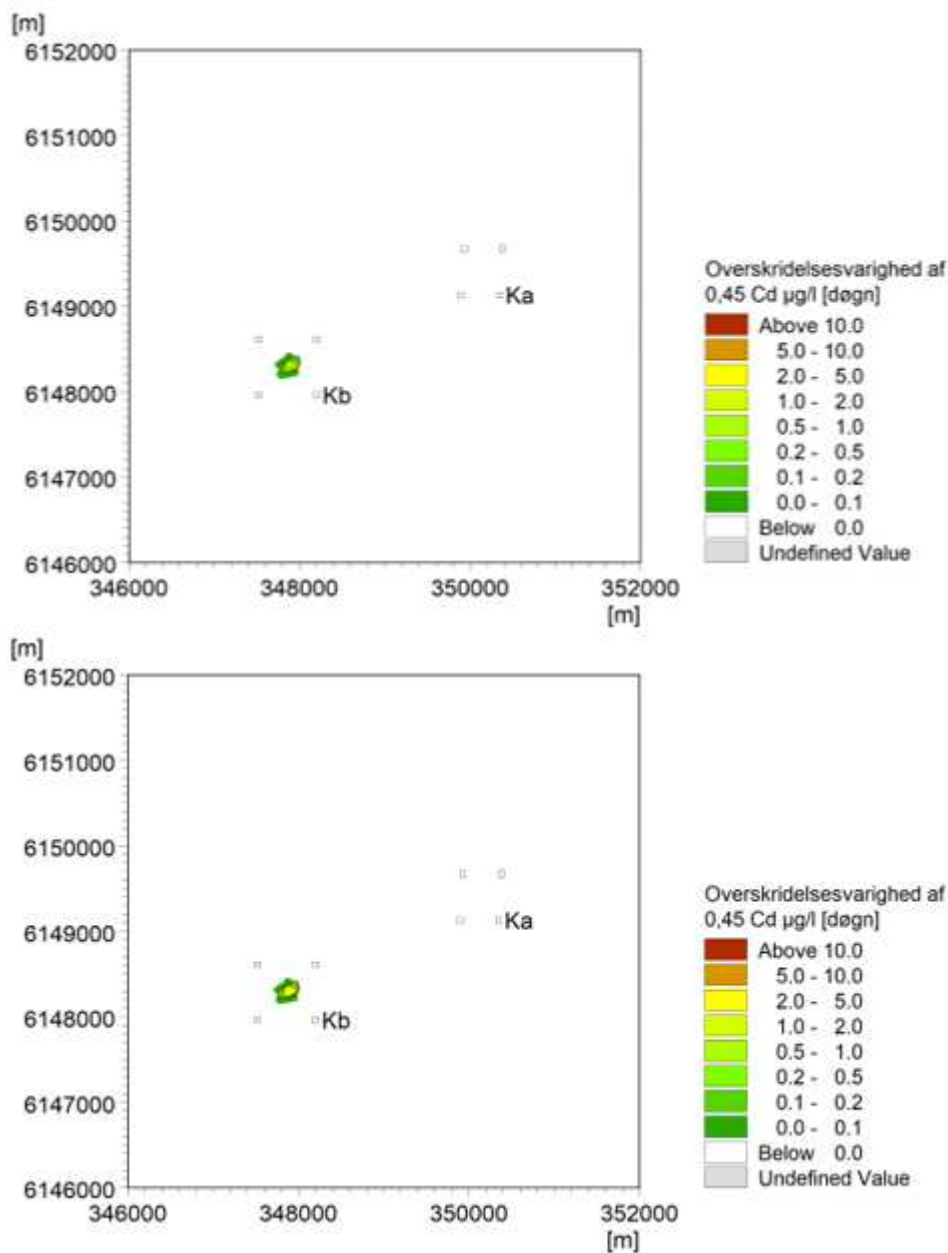 [m]
6152000
6151000
6150000
6149000
6148000
6147000
6146000
346000 348000 350000 352000
[m]
Ka
Kb
Overskridelsesvarighed af
0,45 Cd µg/l [døgn]
Above 10.0
5.0 - 10.0
2.0 - 5.0
1.0 - 2.0
0.5 - 1.0
0.2 - 0.5
0.1 - 0.2
0.0 - 0.1
Below 0.0
Undefined Value
[m]
6152000
6151000
6150000
6149000
6148000
6147000
6146000
346000 348000 350000 352000
[m]
Ka
Kb
Overskridelsesvarighed af
0,45 Cd µg/l [døgn]
Above 10.0
5.0 - 10.0
2.0 - 5.0
1.0 - 2.0
0.5 - 1.0
0.2 - 0.5
0.1 - 0.2
0.0 - 0.1
Below 0.0
Undefined Value